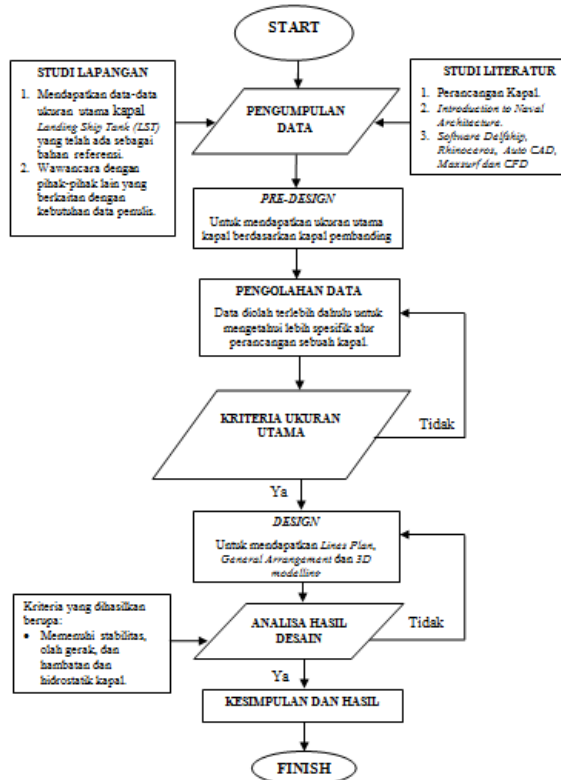 START
STUDI LAPANGAN
1. Mendapatkan data-data
ukuran utama kapal
Landing Ship Tank (LST)
yang telah ada sebagai
bahan referensi.
2. Wawancara dengan
pihak-pihak lain yang
berkaitan dengan
kebutuhan data penulis.
PENGUMPULAN
DATA
STUDI LITERATUR
1. Perancangan Kapal.
2. Introduction to Naval
Architecture.
3. Software Delfship,
Rhinoceros, Auto CAD,
Maxsurf dan CFD
PRE-DESIGN
Untuk mendapatkan ukuran utama
kapal berdasarkan kapal pembanding
PENGOLAHAN DATA
Data diolah terlebih dahulu untuk
mengetahui lebih spesifik alur
perancangan sebuah kapal.
KRITERIA UKURAN
UTAMA
Tidak
Ya
DESIGN
Untuk mendapatkan Lines Plan,
General Arrangement dan 3D
modelling
Kriteria yang dihasilkan
berupa:
• Memenuhi stabilitas,
olah gerak, dan
hambatan dan
hidrostatik kapal.
ANALISA HASIL
DESAIN
Tidak
Ya
KESIMPULAN DAN HASIL
FINISH